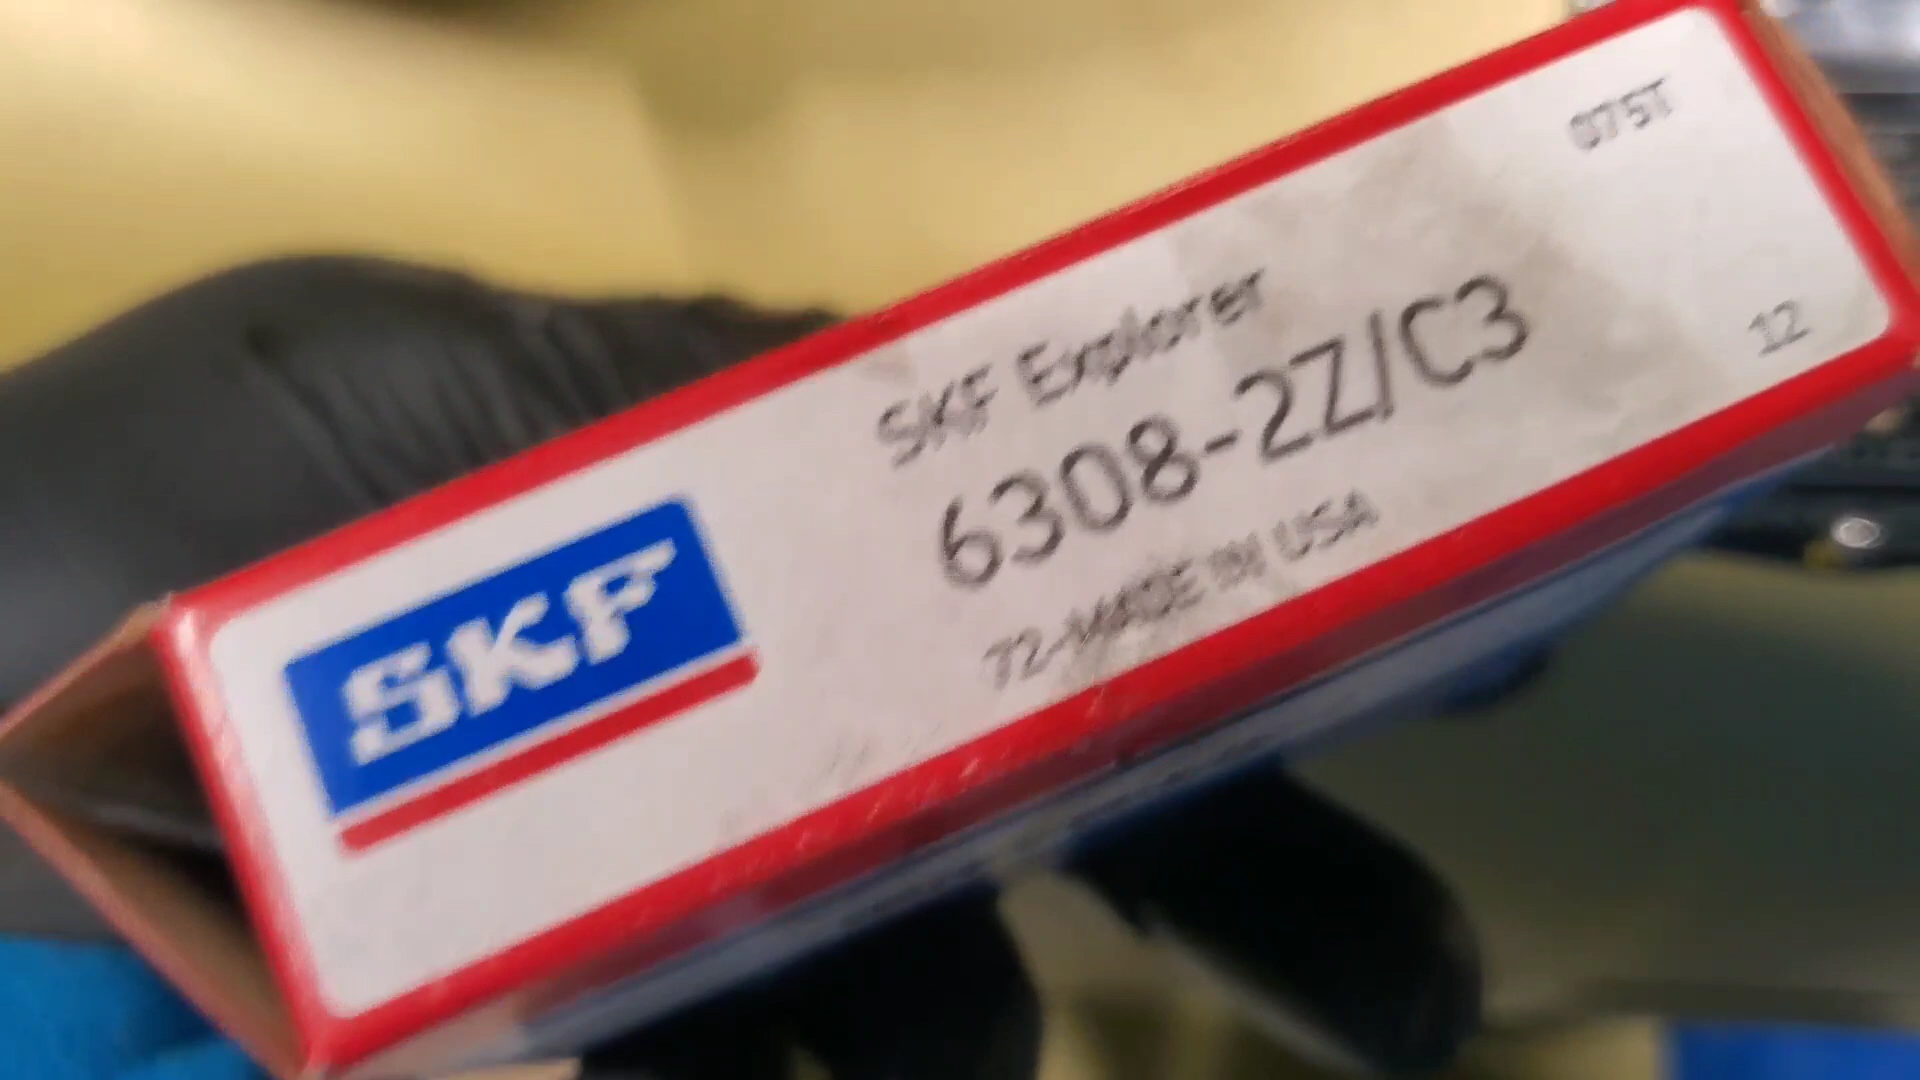 SKF
SKF Explorer
6308-2Z/C3
72-MADE IN USA
075T
12